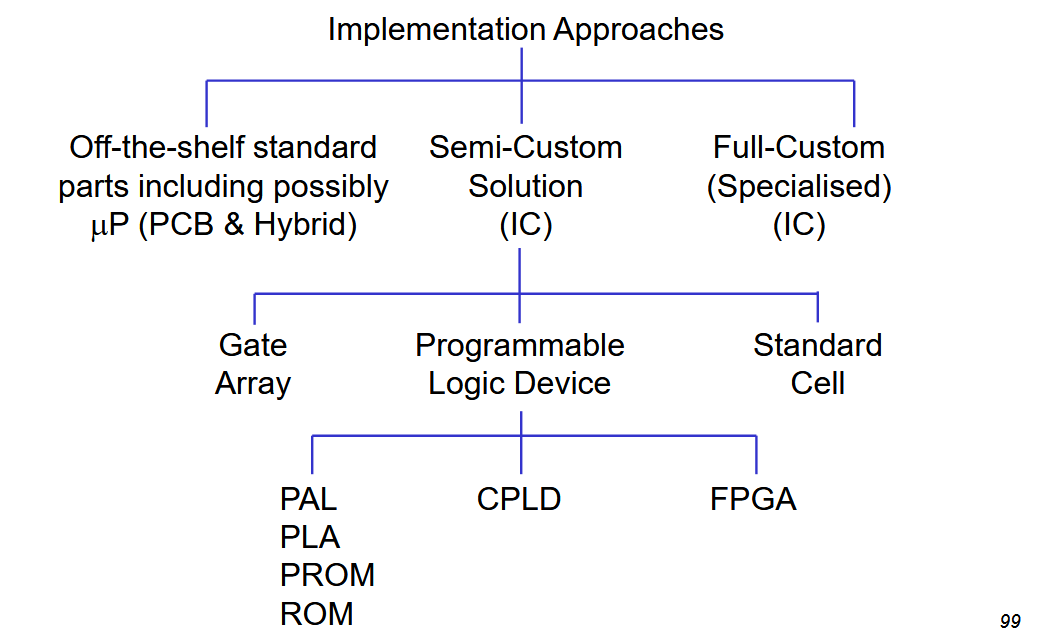 Implementation Approaches
Off-the-shelf standard
parts including possibly
μP (PCB & Hybrid)
Semi-Custom
Solution
(IC)
Full-Custom
(Specialised)
(IC)
Gate
Array
Programmable
Logic Device
Standard
Cell
PAL
PLA
PROM
ROM
CPLD
FPGA
99